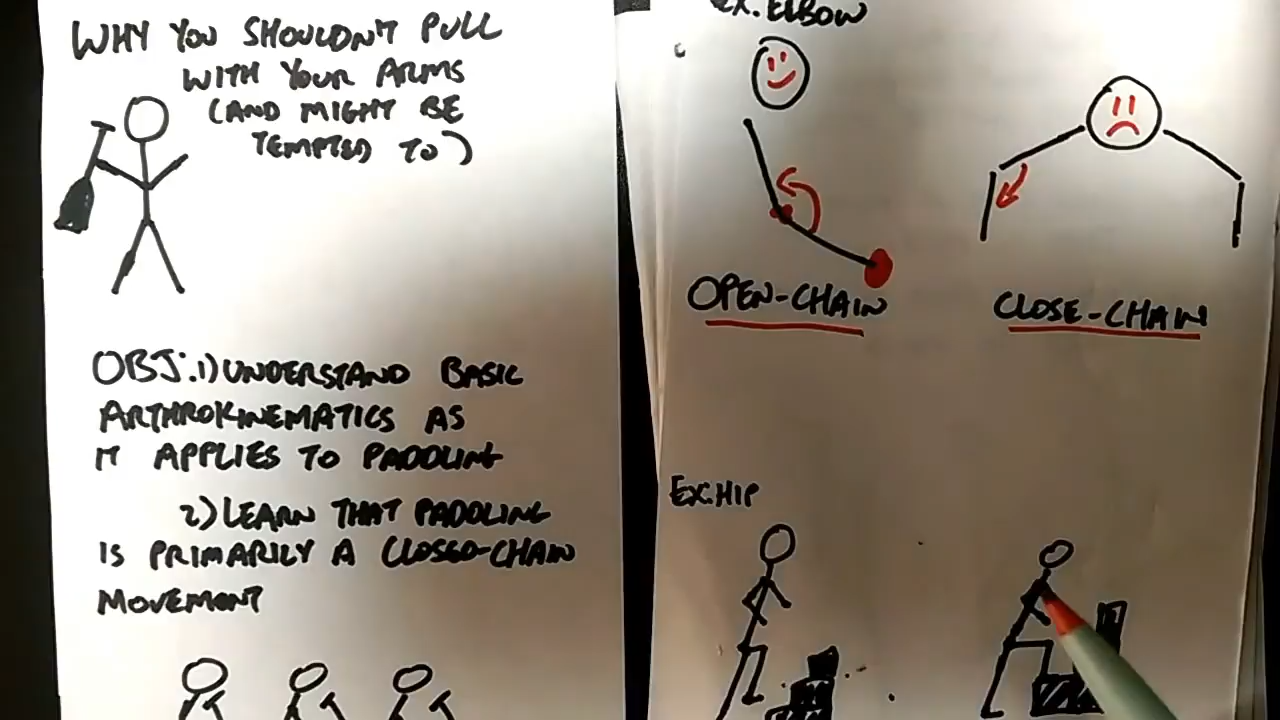 WHY YOU SHOULDN'T PULL
WITH YOUR ARMS
(AND MIGHT BE
TEMPTED TO)
OBJ: 1) UNDERSTAND BASIC
ARTHROKINEMATICS AS
IT APPLIES TO PADDLING
2) LEARN THAT PADDLING
IS PRIMARILY A CLOSED-CHAIN
MOVEMENT
EX. ELBOW
OPEN-CHAIN
CLOSE-CHAIN
EX: HIP